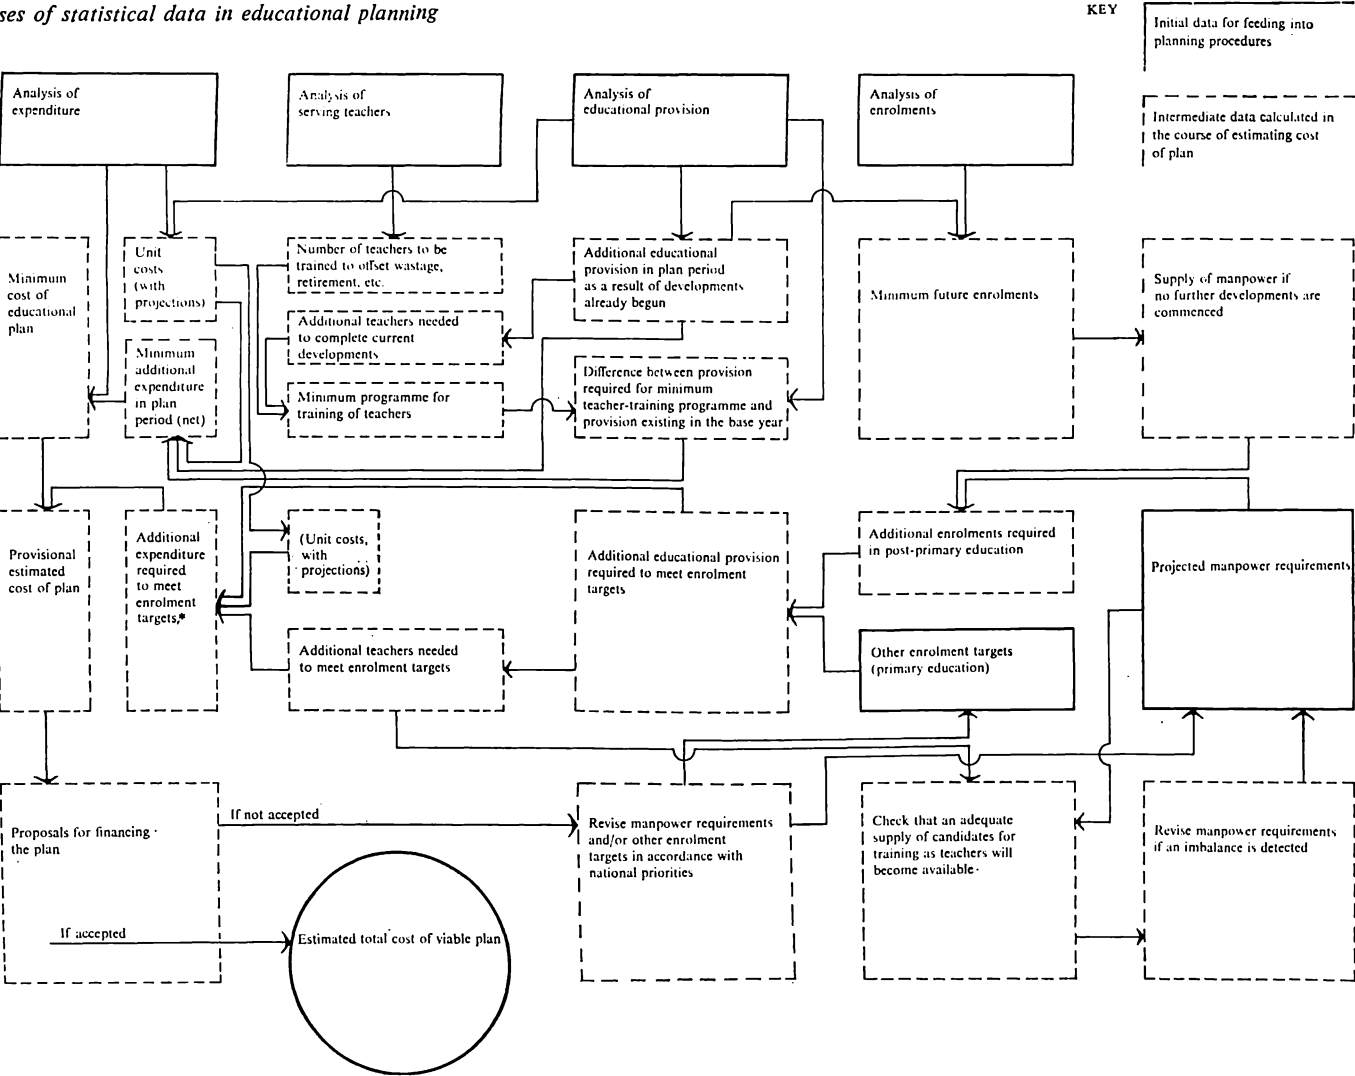 ses of statistical data in educational planning
KEY
Initial data for feeding into
planning procedures
Intermediate data calculated in
the course of estimating cost
of plan
Analysis of
expenditure
Analysis of
serving teachers
Analysis of
educational provision
Analysis of
enrolments
Minimum
cost of
educational
plan
Unit
costs
(with
projections)
Minimum
additional
expenditure
in plan
period (net)
Number of teachers to be
trained to offset wastage,
retirement, etc.
Additional teachers needed
to complete current
developments
Minimum programme for
training of teachers
Additional educational
provision in plan period
as a result of developments
already begun
Difference between provision
required for minimum
teacher-training programme and
provision existing in the base year
Minimum future enrolments
Supply of manpower if
no further developments are
commenced
Provisional
estimated
cost of plan
Additional
expenditure
required
to meet
enrolment
targets,*
(Unit costs,
with
projections)
Additional teachers needed
to meet enrolment targets
Additional educational provision
required to meet enrolment
targets
Additional enrolments required
in post-primary education
Other enrolment targets
(primary education)
Projected manpower requirements
Proposals for financing
the plan
If not accepted
If accepted
Estimated total cost of viable plan
Revise manpower requirements
and/or other enrolment
targets in accordance with
national priorities
Check that an adequate
supply of candidates for
training as teachers will
become available
Revise manpower requirements
if an imbalance is detected